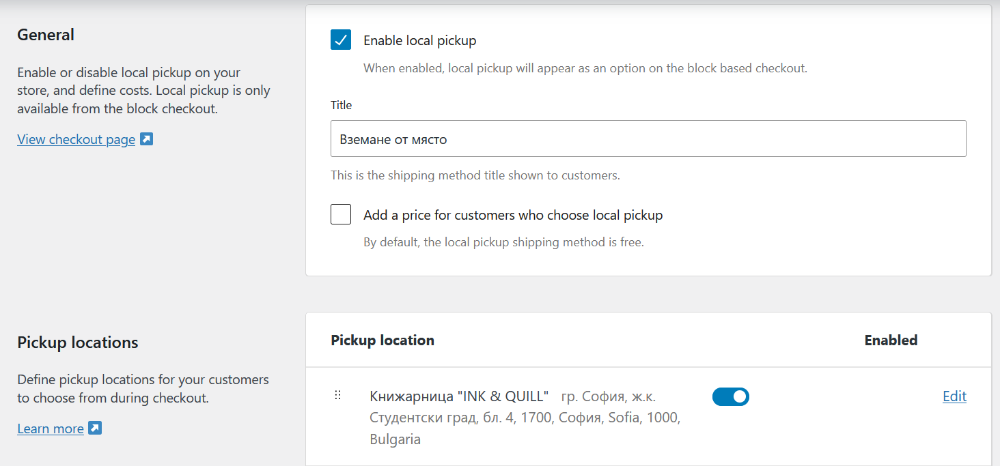 General
Enable or disable local pickup on your
store, and define costs. Local pickup is only
available from the block checkout.
View checkout page
Enable local pickup
When enabled, local pickup will appear as an option on the block based checkout.
Title
Вземане от място
This is the shipping method title shown to customers.
Add a price for customers who choose local pickup
By default, the local pickup shipping method is free.
Pickup locations
Define pickup locations for your customers
to choose from during checkout.
Learn more
Pickup location
Enabled
Книжарница "INK & QUILL" гр. София, ж.к.
Студентски град, бл. 4, 1700, София, Sofia, 1000,
Bulgaria
Edit